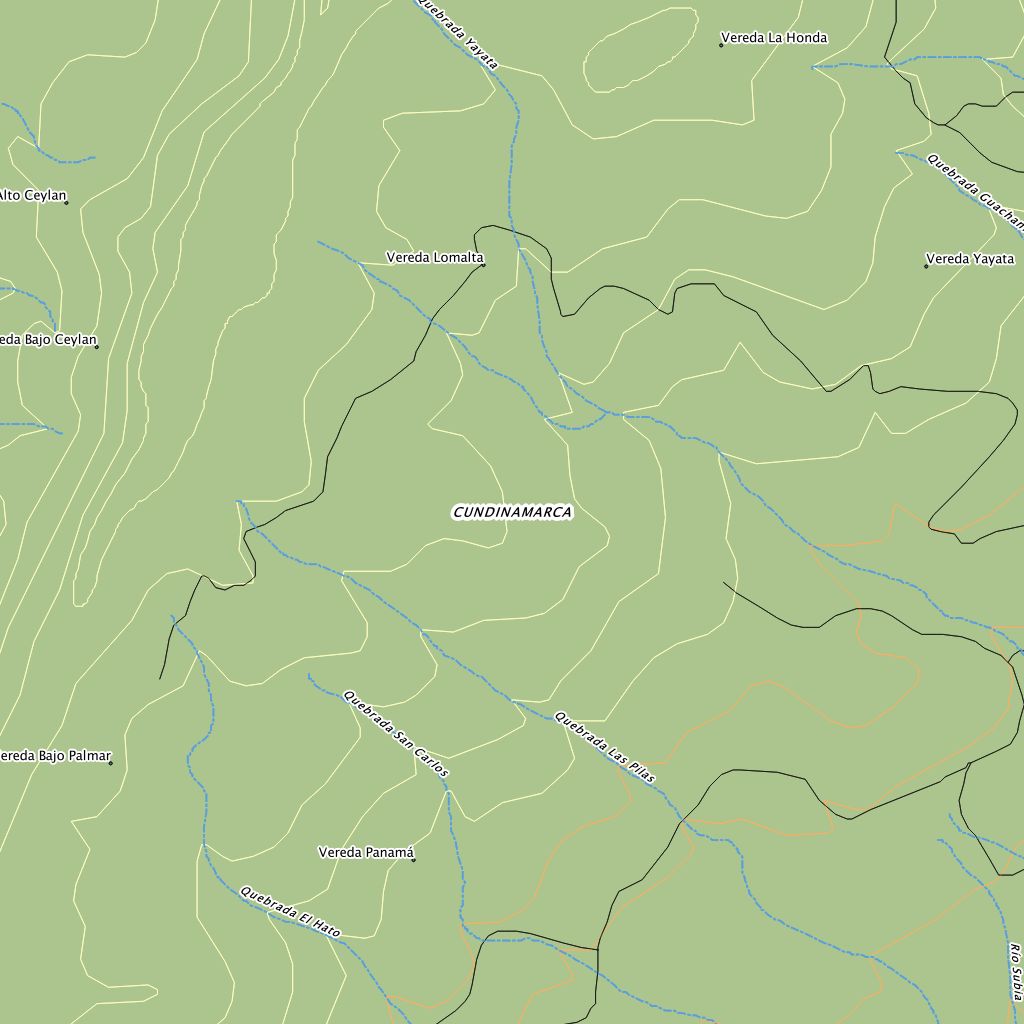 Quebrada Yayata
Vereda La Honda
Quebrada Guachan
Alto Ceylan
Vereda Lomalta
Vereda Yayata
eda Bajo Ceylan
CUNDINAMARCA
Quebrada San Carlos
Quebrada Las Pilas
ereda Bajo Palmar
Vereda Panamá
Quebrada El Hato
Rio Subia